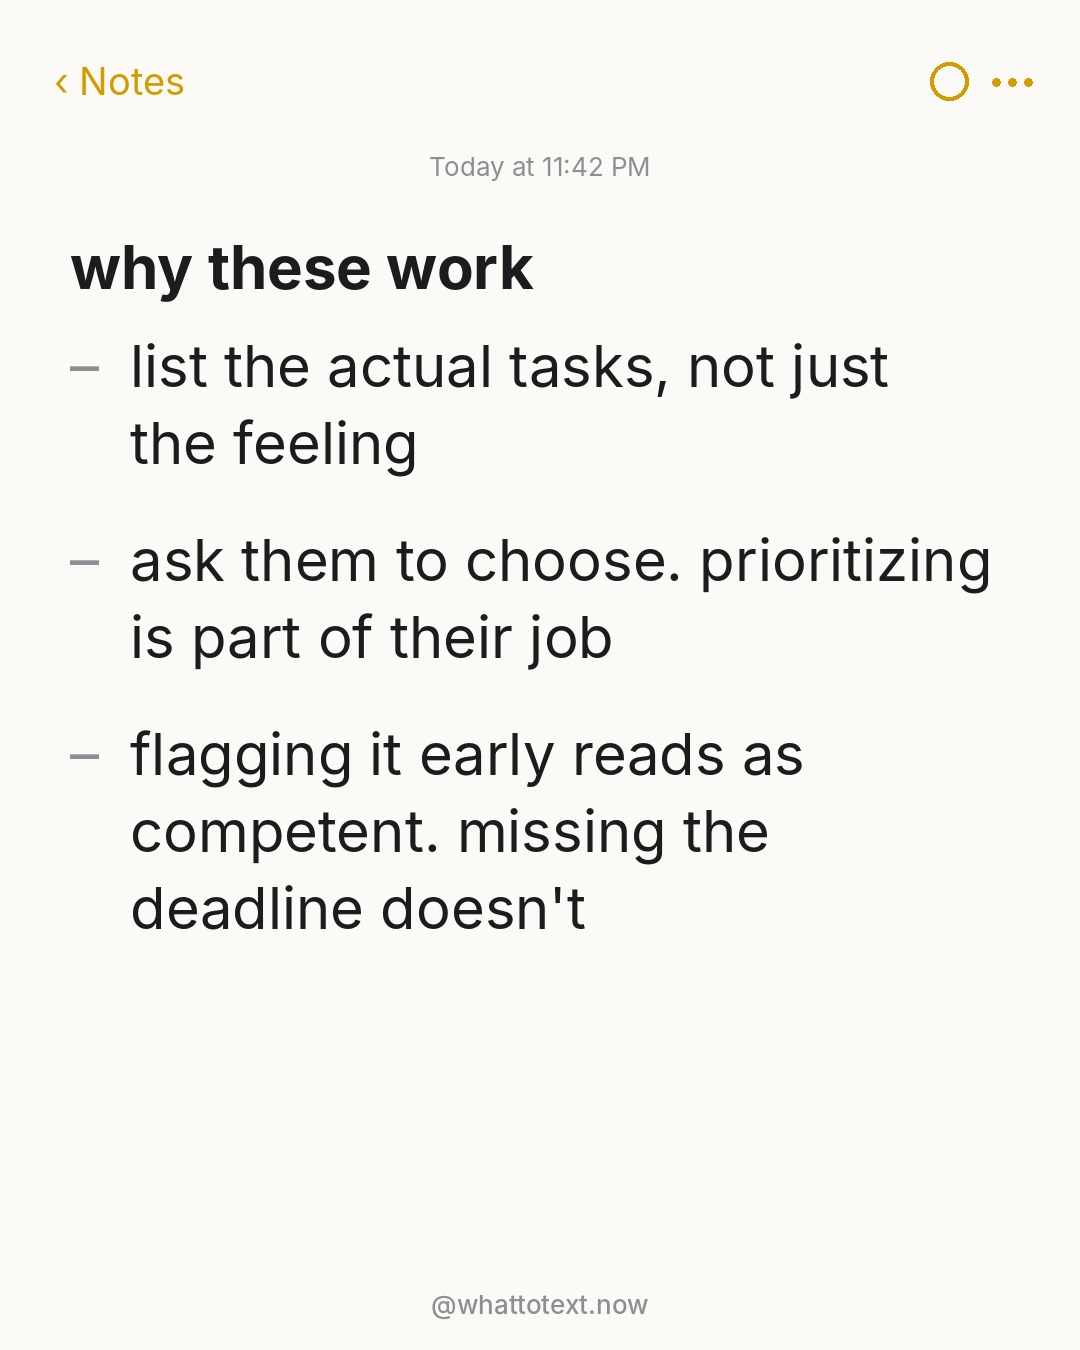 ‹ Notes
Today at 11:42 PM
why these work
– list the actual tasks, not just
the feeling
– ask them to choose. prioritizing
is part of their job
– flagging it early reads as
competent. missing the
deadline doesn't
@whattotext.now